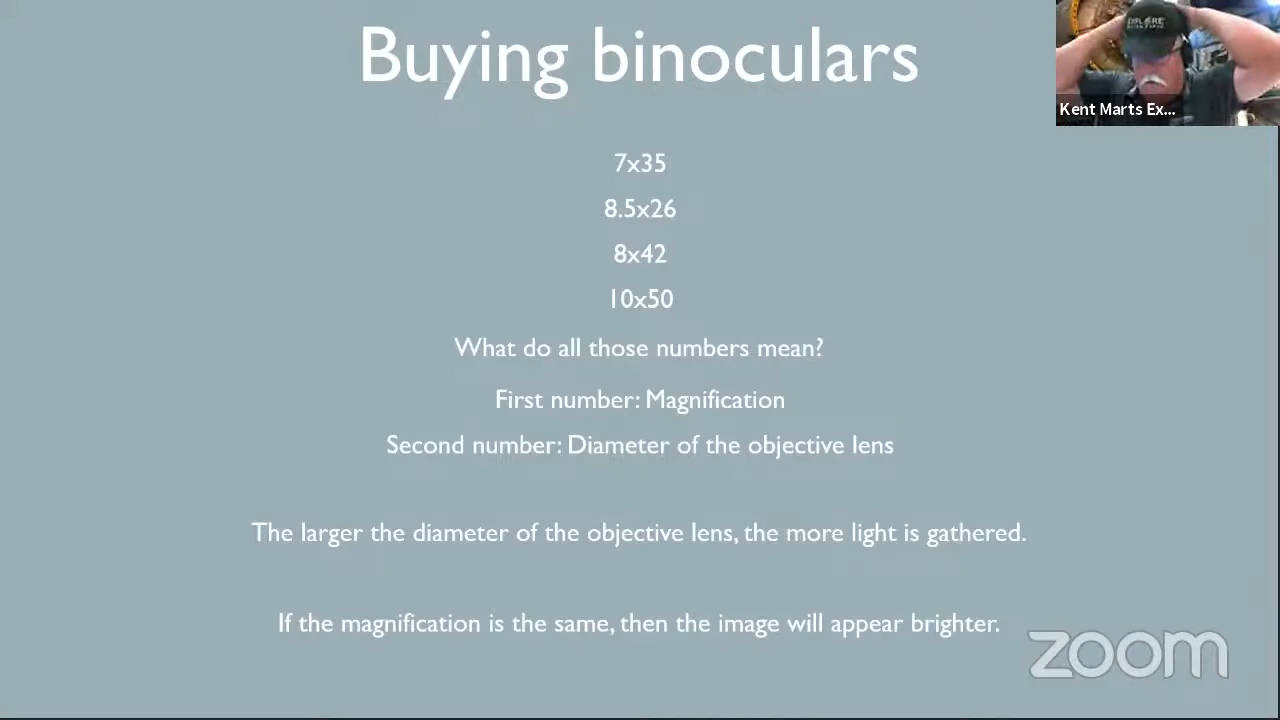 Buying binoculars
Kent Marts Ex...
7x35
8.5x26
8x42
10x50
What do all those numbers mean?
First number: Magnification
Second number: Diameter of the objective lens
The larger the diameter of the objective lens, the more light is gathered.
If the magnification is the same, then the image will appear brighter.
zoom